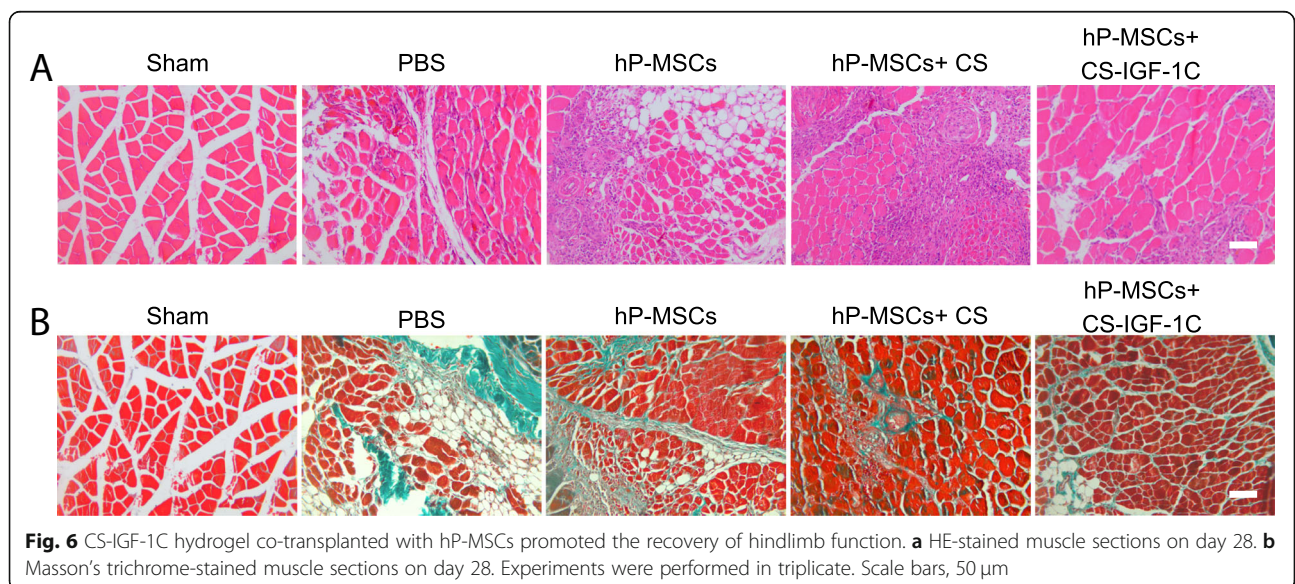 A
Sham
PBS
hP-MSCs
hP-MSCs+ CS
hP-MSCs+
CS-IGF-1C
B
Sham
PBS
hP-MSCs
hP-MSCs+ CS
hP-MSCs+
CS-IGF-1C
Fig. 6 CS-IGF-1C hydrogel co-transplanted with hP-MSCs promoted the recovery of hindlimb function. a HE-stained muscle sections on day 28. b
Masson’s trichrome-stained muscle sections on day 28. Experiments were performed in triplicate. Scale bars, 50 μm